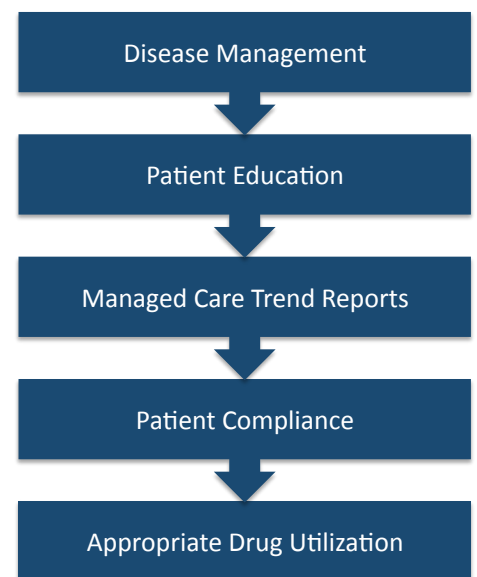 Disease Management
Patient Education
Managed Care Trend Reports
Patient Compliance
Appropriate Drug Utilization